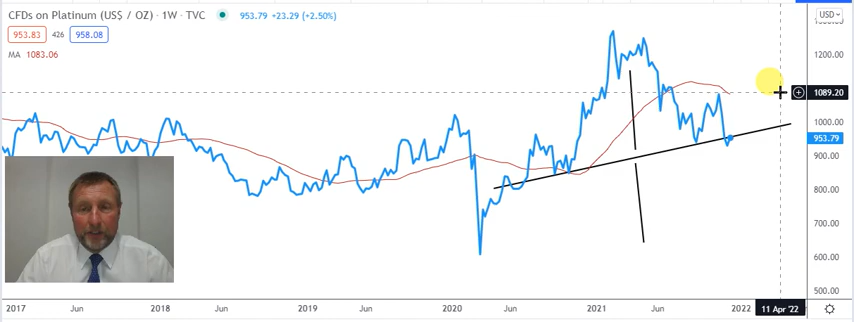 CFDs on Platinum (US$ / OZ) · 1W · TVC 953.79 +23.29 (+2.50%)
USD
953.83 426 958.08
MA 1083.06
1200.00
1089.20
1000.00
953.79
900.00
800.00
700.00
600.00
500.00
2017 Jun 2018 Jun 2019 Jun 2020 Jun 2021 Jun 2022 11 Apr '22